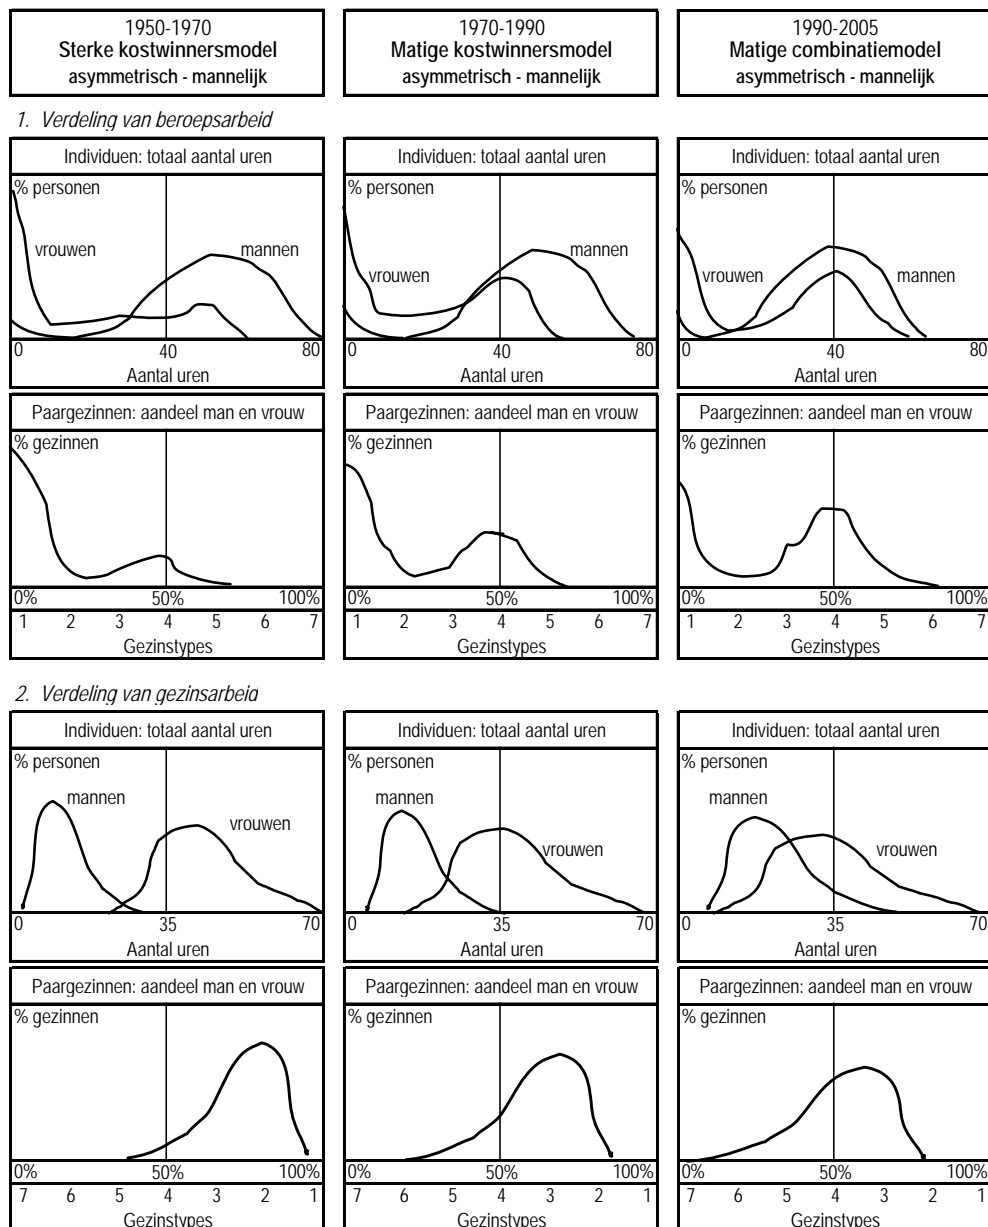 1950-1970
Sterke kostwinnersmodel
asymmetrisch - mannelijk
1970-1990
Matige kostwinnersmodel
asymmetrisch - mannelijk
1990-2005
Matige combinatiemodel
asymmetrisch - mannelijk
1. Verdeling van beroepsarbeid
Individuen: totaal aantal uren
% personen
vrouwen
mannen
0 40 80
Aantal uren
Individuen: totaal aantal uren
% personen
vrouwen
mannen
0 40 80
Aantal uren
Individuen: totaal aantal uren
% personen
vrouwen
mannen
0 40 80
Aantal uren
Paargezinnen: aandeel man en vrouw
% gezinnen
0% 50% 100%
1 2 3 4 5 6 7
Gezinstypes
Paargezinnen: aandeel man en vrouw
% gezinnen
0% 50% 100%
1 2 3 4 5 6 7
Gezinstypes
Paargezinnen: aandeel man en vrouw
% gezinnen
0% 50% 100%
1 2 3 4 5 6 7
Gezinstypes
2. Verdeling van gezinsarbeid
Individuen: totaal aantal uren
% personen
mannen
vrouwen
0 35 70
Aantal uren
Individuen: totaal aantal uren
% personen
mannen
vrouwen
0 35 70
Aantal uren
Individuen: totaal aantal uren
% personen
mannen
vrouwen
0 35 70
Aantal uren
Paargezinnen: aandeel man en vrouw
% gezinnen
0% 50% 100%
7 6 5 4 3 2 1
Gezinstypes
Paargezinnen: aandeel man en vrouw
% gezinnen
0% 50% 100%
7 6 5 4 3 2 1
Gezinstypes
Paargezinnen: aandeel man en vrouw
% gezinnen
0% 50% 100%
7 6 5 4 3 2 1
Gezinstypes